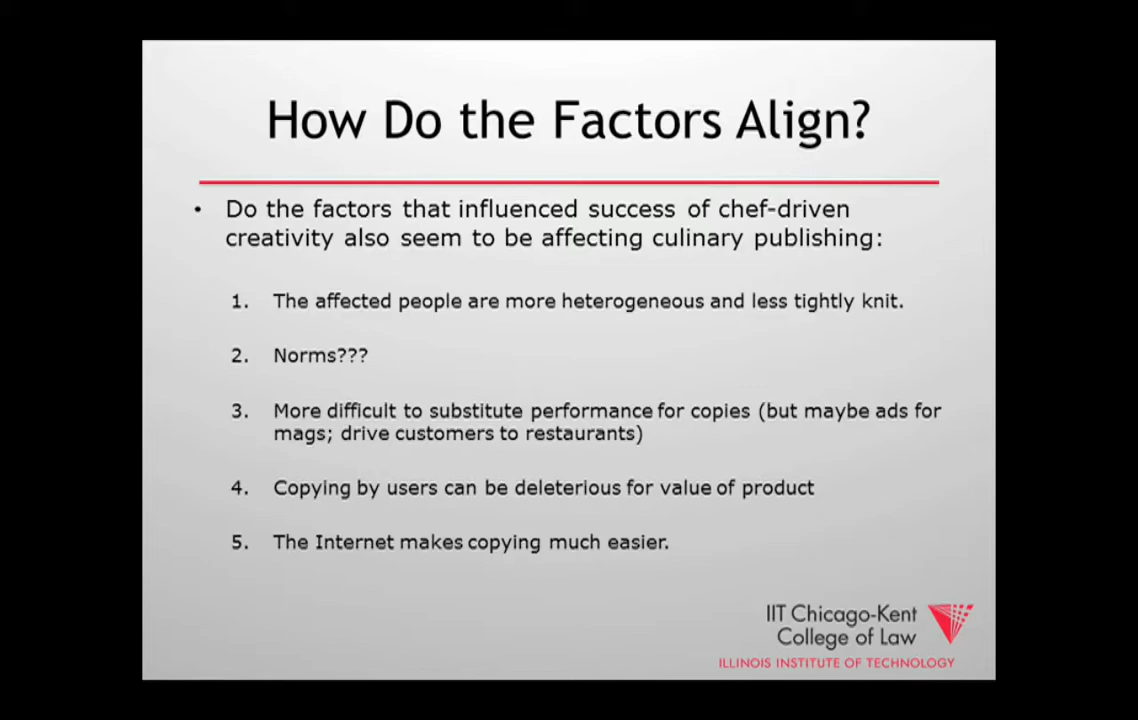 How Do the Factors Align?
• Do the factors that influenced success of chef-driven
creativity also seem to be affecting culinary publishing:
1. The affected people are more heterogeneous and less tightly knit.
2. Norms???
3. More difficult to substitute performance for copies (but maybe ads for
mags; drive customers to restaurants)
4. Copying by users can be deleterious for value of product
5. The Internet makes copying much easier.
IIT Chicago-Kent
College of Law
ILLINOIS INSTITUTE OF TECHNOLOGY